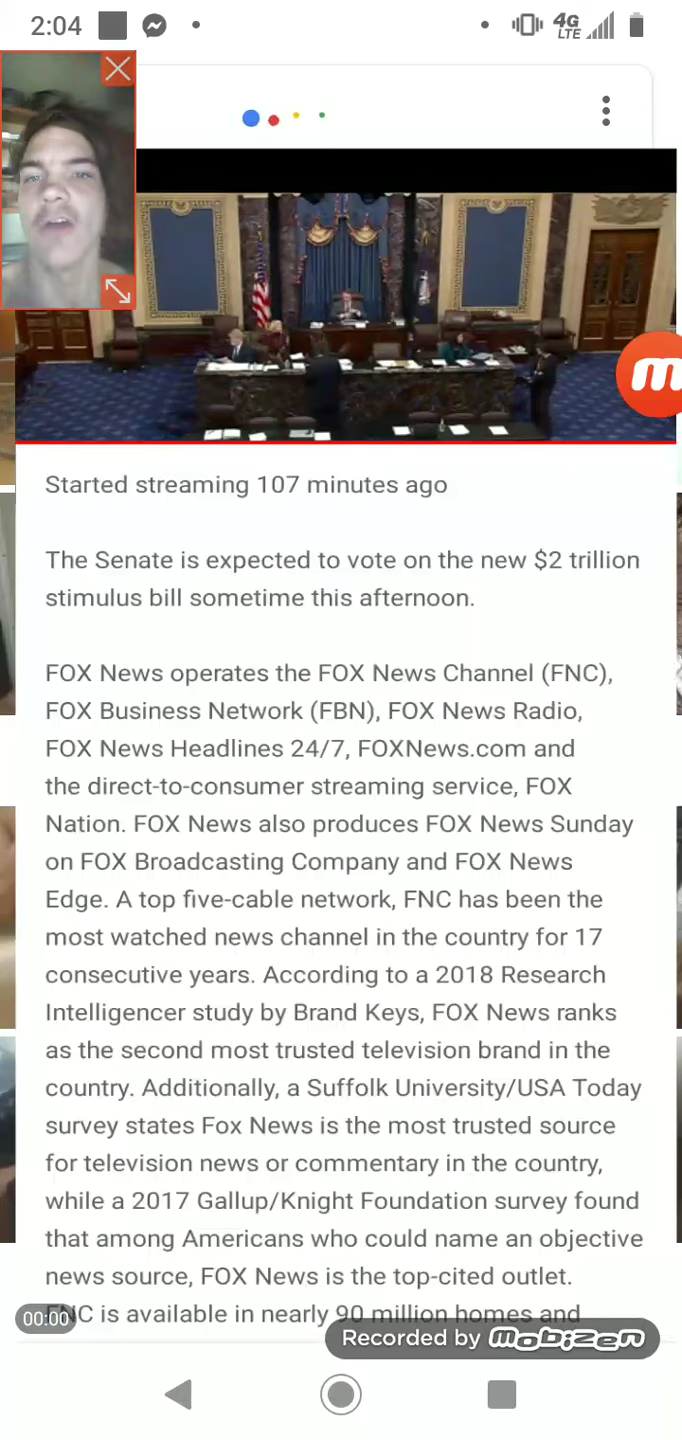 2:04
4G
LTE
Started streaming 107 minutes ago
The Senate is expected to vote on the new $2 trillion
stimulus bill sometime this afternoon.
FOX News operates the FOX News Channel (FNC),
FOX Business Network (FBN), FOX News Radio,
FOX News Headlines 24/7, FOXNews.com and
the direct-to-consumer streaming service, FOX
Nation. FOX News also produces FOX News Sunday
on FOX Broadcasting Company and FOX News
Edge. A top five-cable network, FNC has been the
most watched news channel in the country for 17
consecutive years. According to a 2018 Research
Intelligencer study by Brand Keys, FOX News ranks
as the second most trusted television brand in the
country. Additionally, a Suffolk University/USA Today
survey states Fox News is the most trusted source
for television news or commentary in the country,
while a 2017 Gallup/Knight Foundation survey found
that among Americans who could name an objective
news source, FOX News is the top-cited outlet.
FNC is available in nearly 90 million homes and
00:00
Recorded by mobizen